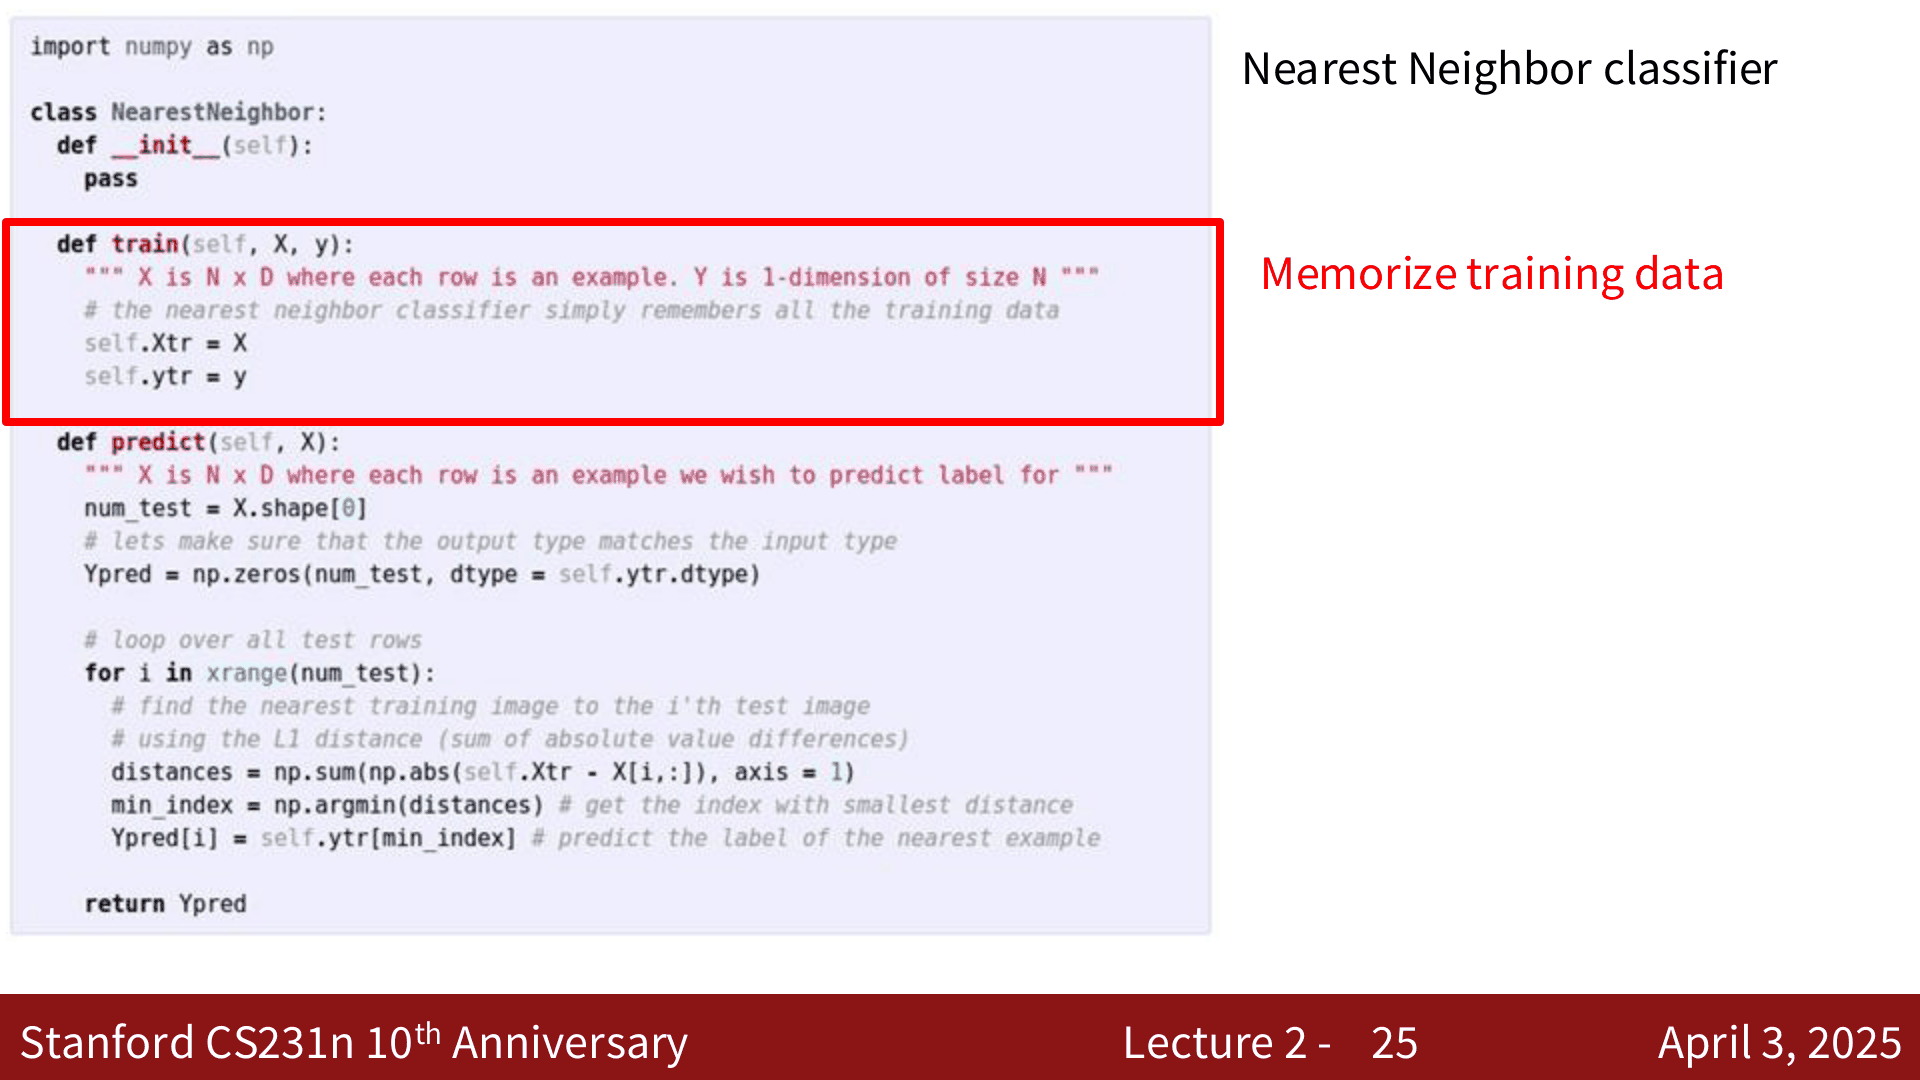 import numpy as np
class NearestNeighbor:
def __init__(self):
pass
def train(self, X, y):
""" X is N x D where each row is an example. Y is 1-dimension of size N """
# the nearest neighbor classifier simply remembers all the training data
self.Xtr = X
self.ytr = y
def predict(self, X):
""" X is N x D where each row is an example we wish to predict label for """
num_test = X.shape[0]
# lets make sure that the output type matches the input type
Ypred = np.zeros(num_test, dtype = self.ytr.dtype)
# loop over all test rows
for i in xrange(num_test):
# find the nearest training image to the i'th test image
# using the L1 distance (sum of absolute value differences)
distances = np.sum(np.abs(self.Xtr - X[i,:]), axis = 1)
min_index = np.argmin(distances) # get the index with smallest distance
Ypred[i] = self.ytr[min_index] # predict the label of the nearest example
return Ypred
Nearest Neighbor classifier
Memorize training data
Stanford CS231n 10th Anniversary
Lecture 2 - 25
April 3, 2025